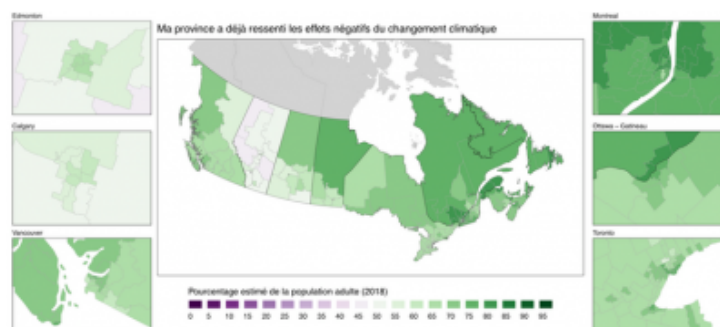 Edmonton
Ma province a déjà ressenti les effets négatifs du changement climatique
Montreal
Calgary
Ottawa – Gatineau
Vancouver
Toronto
Pourcentage estimé de la population adulte (2018)
0 5 10 15 20 25 30 35 40 45 50 55 60 65 70 75 80 85 90 95